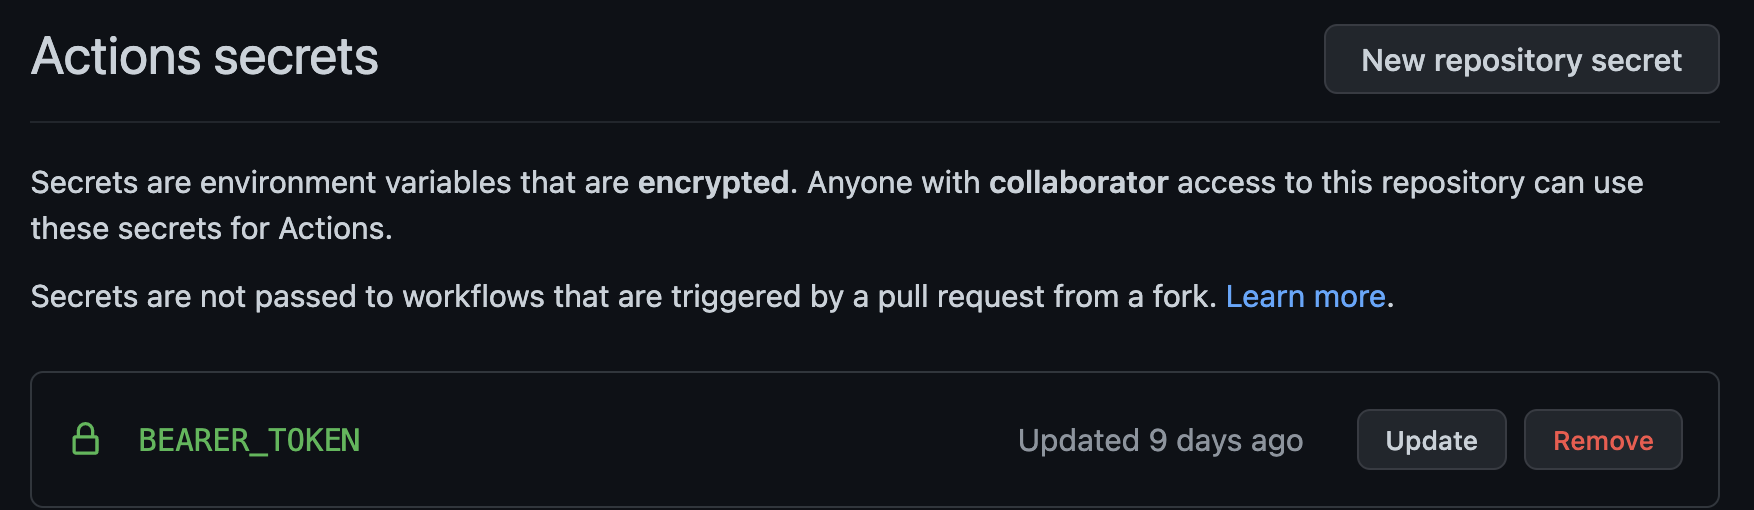 Actions secrets
New repository secret
Secrets are environment variables that are encrypted. Anyone with collaborator access to this repository can use
these secrets for Actions.
Secrets are not passed to workflows that are triggered by a pull request from a fork. Learn more.
BEARER_TOKEN
Updated 9 days ago
Update
Remove